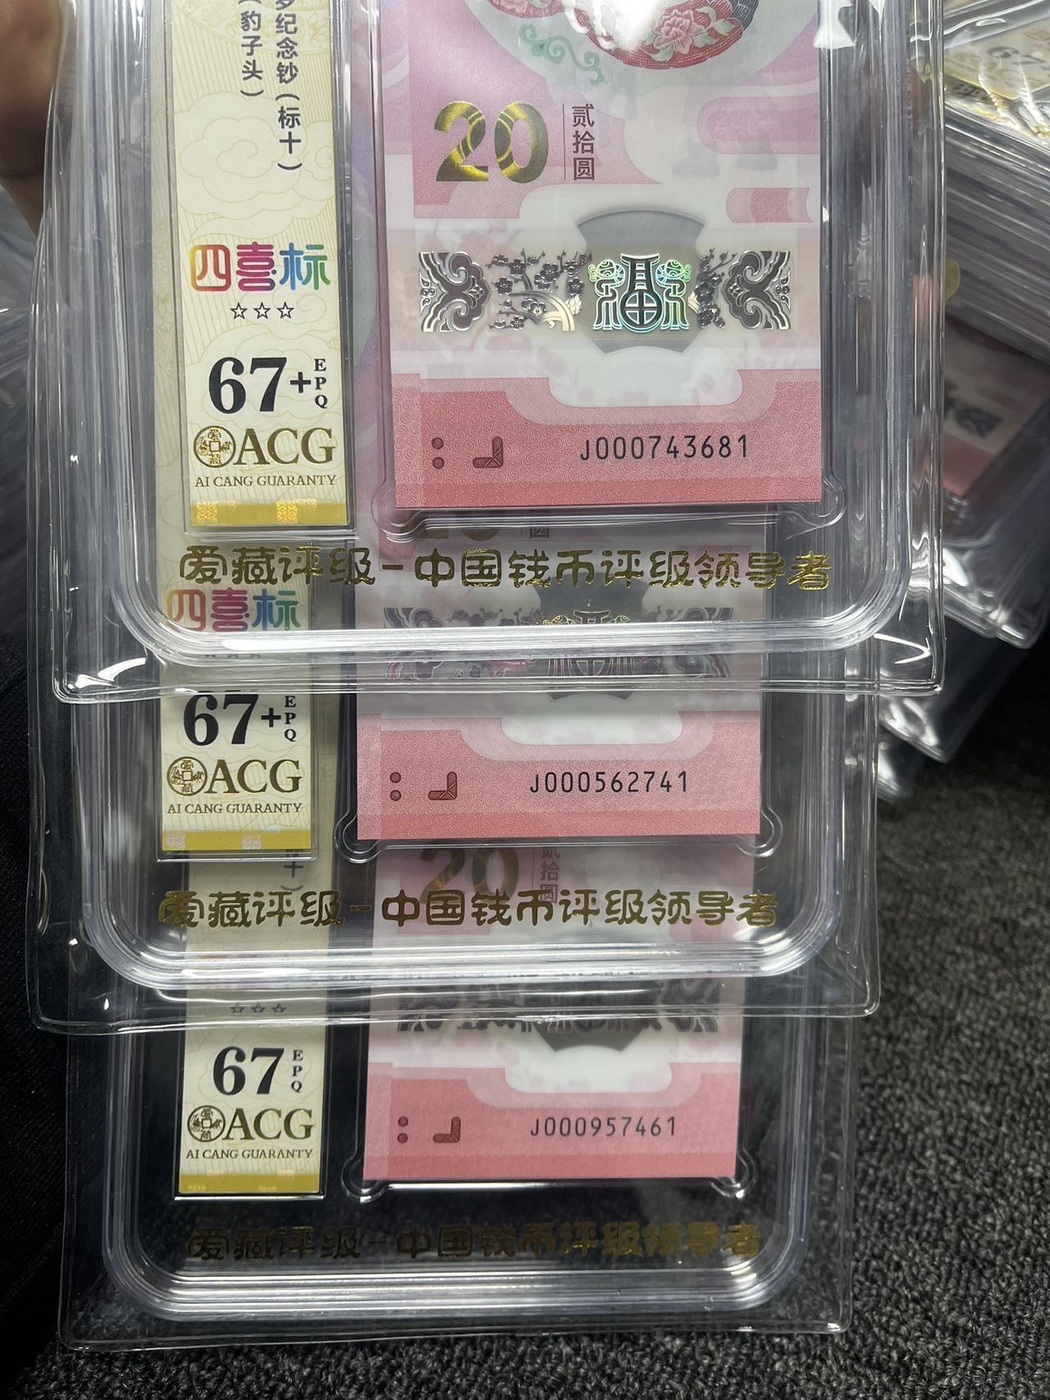 纪念钞（标十）
（豹子头）
四喜标
☆☆☆
67+
EPQ
ACG
AI CANG GUARANTY
20
贰拾圆
J000743681
爱藏评级-中国钱币评级领导者
四喜标
67+
EPQ
ACG
AI CANG GUARANTY
J000562741
20
贰拾圆
爱藏评级-中国钱币评级领导者
☆☆☆
67
EPQ
ACG
AI CANG GUARANTY
J000957461
爱藏评级-中国钱币评级领导者